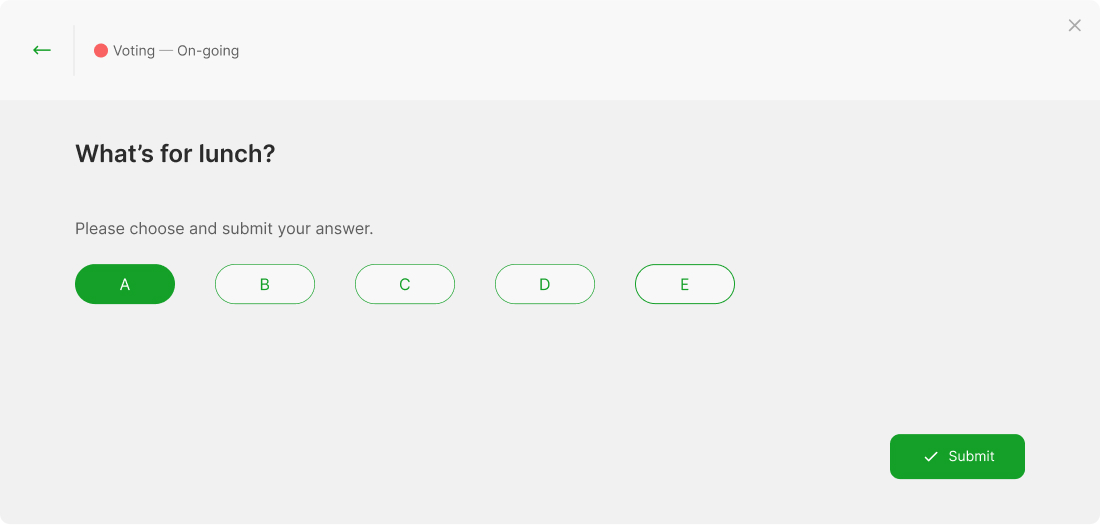 Voting — On-going
What’s for lunch?
Please choose and submit your answer.
A B C D E
Submit